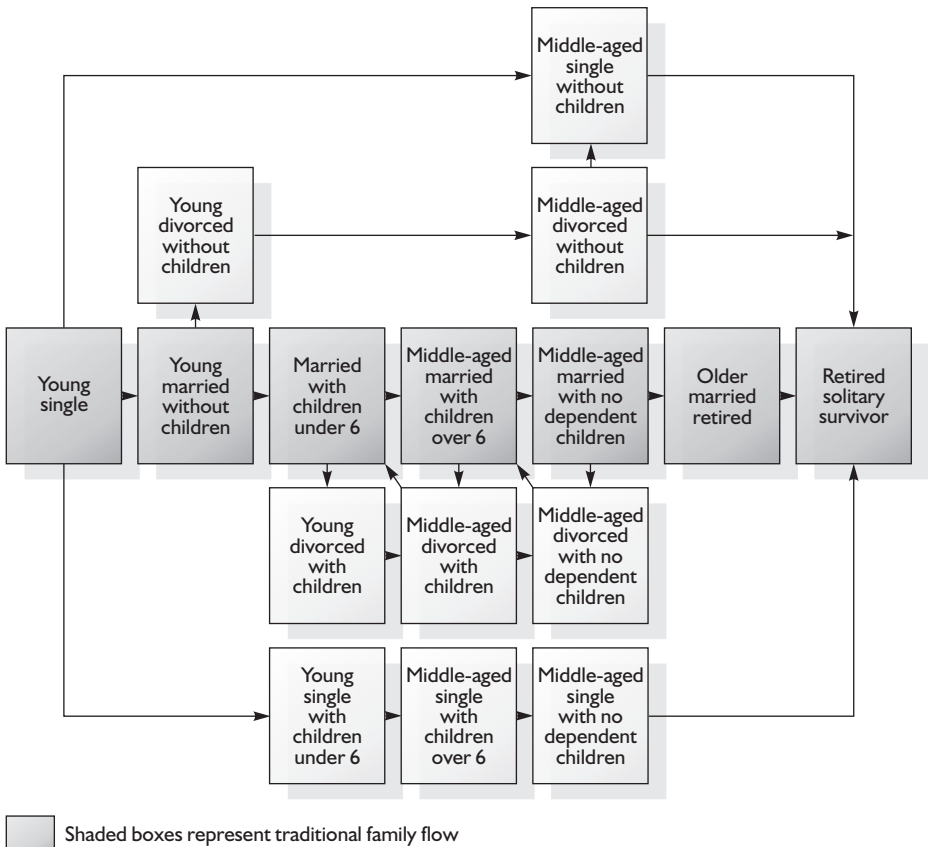 Middle-aged
single
without
children
Young
divorced
without
children
Middle-aged
divorced
without
children
Young
single
Young
married
without
children
Married
with
children
under 6
Middle-aged
married
with
children
over 6
Middle-aged
married
with no
dependent
children
Older
married
retired
Retired
solitary
survivor
Young
divorced
with
children
Middle-aged
divorced
with
children
Middle-aged
divorced
with no
dependent
children
Young
single
with
children
under 6
Middle-aged
single
with
children
over 6
Middle-aged
single
with no
dependent
children
Shaded boxes represent traditional family flow